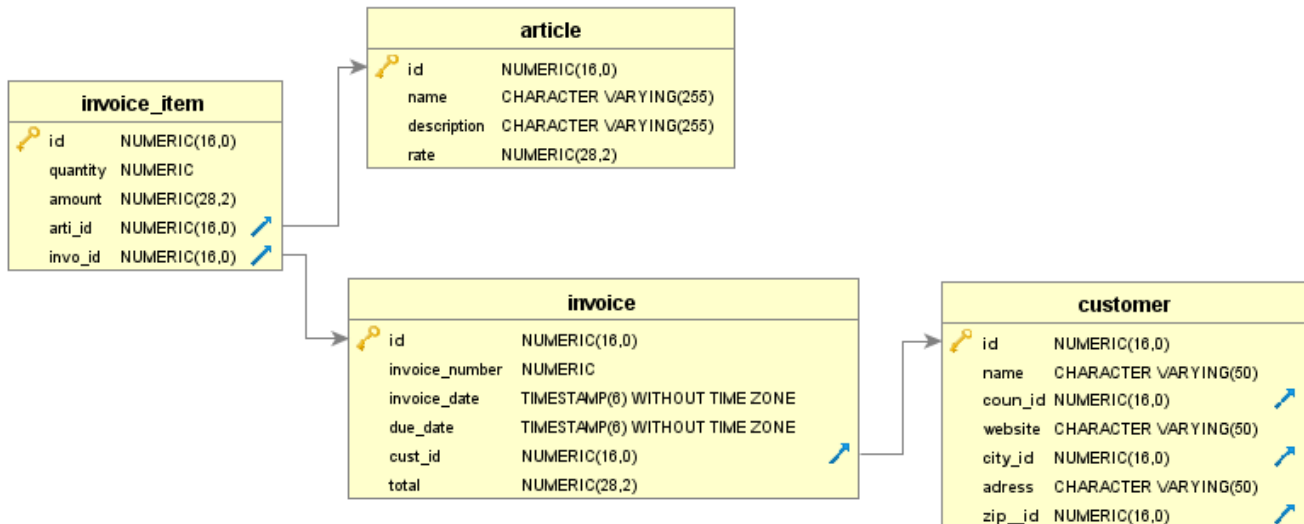 article
id NUMERIC(16,0)
name CHARACTER VARYING(255)
description CHARACTER VARYING(255)
rate NUMERIC(28,2)
invoice_item
id NUMERIC(16,0)
quantity NUMERIC
amount NUMERIC(28,2)
arti_id NUMERIC(16,0)
invo_id NUMERIC(16,0)
invoice
id NUMERIC(16,0)
invoice_number NUMERIC
invoice_date TIMESTAMP(6) WITHOUT TIME ZONE
due_date TIMESTAMP(6) WITHOUT TIME ZONE
cust_id NUMERIC(16,0)
total NUMERIC(28,2)
customer
id NUMERIC(16,0)
name CHARACTER VARYING(50)
coun_id NUMERIC(16,0)
website CHARACTER VARYING(50)
city_id NUMERIC(16,0)
adress CHARACTER VARYING(50)
zip__id NUMERIC(16,0)